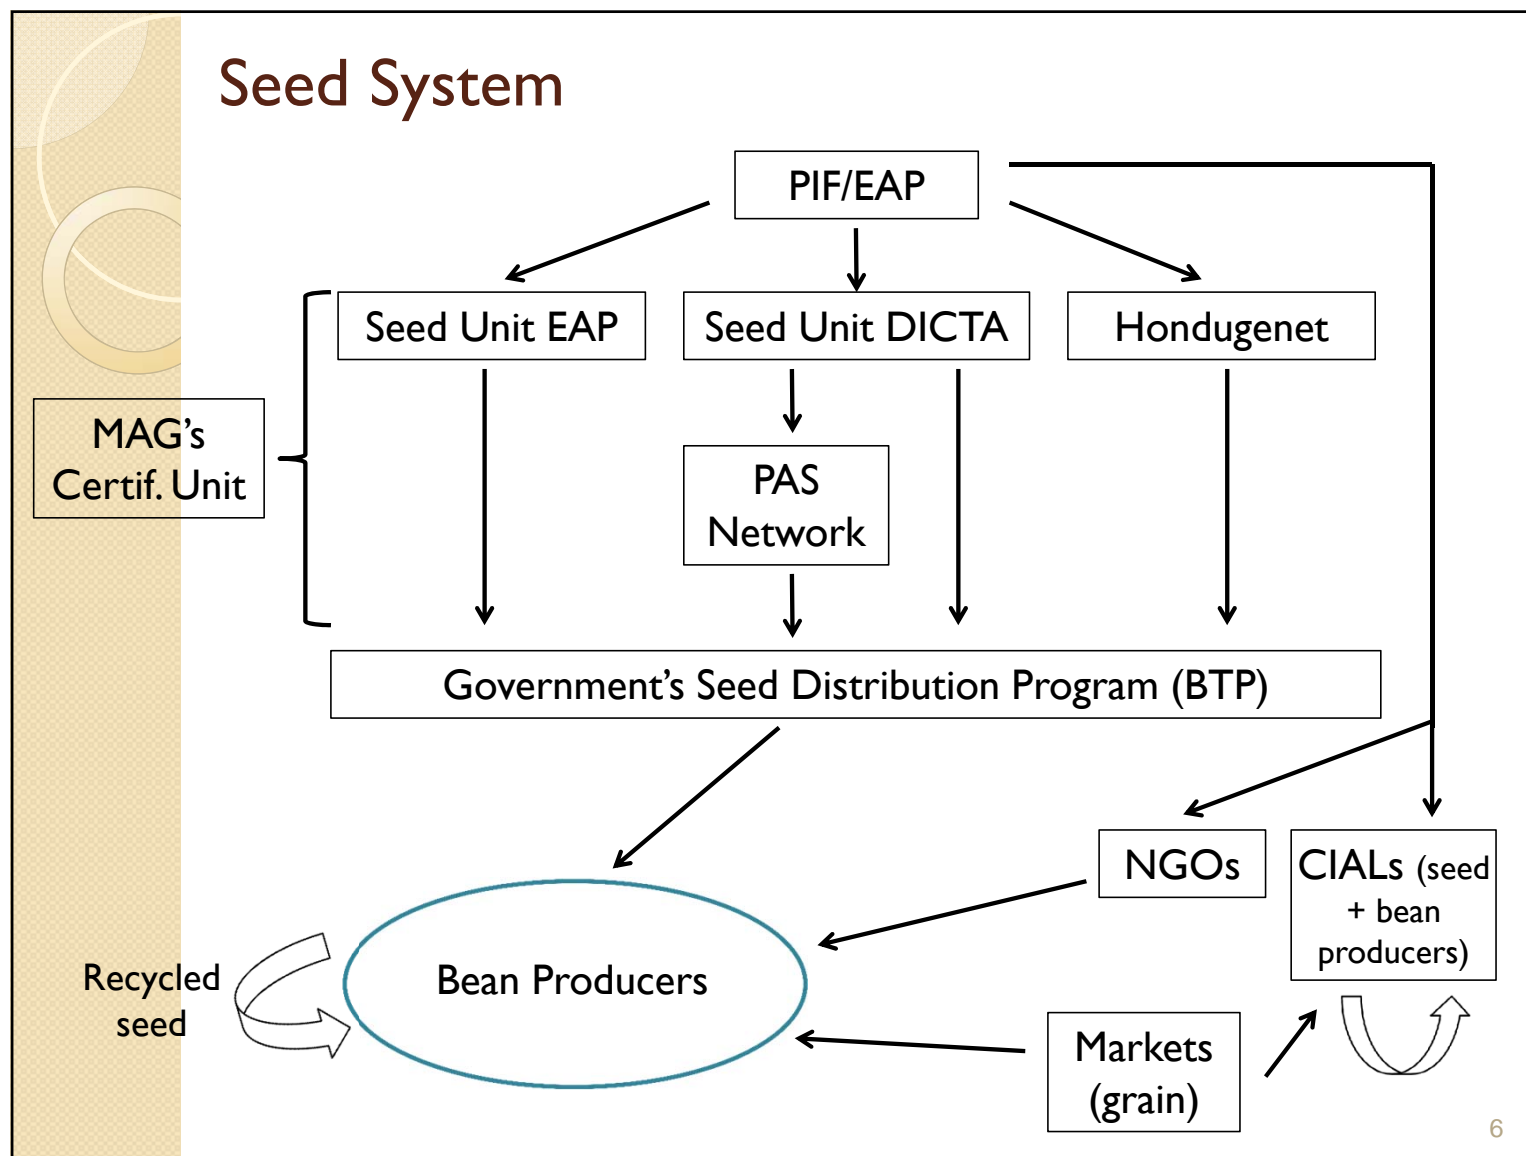 Seed System
PIF/EAP
Seed Unit EAP
Seed Unit DICTA
Hondugenet
MAG’s
Certif. Unit
PAS
Network
Government’s Seed Distribution Program (BTP)
NGOs
CIALs (seed
+ bean
producers)
Recycled
seed
Bean Producers
Markets
(grain)
6